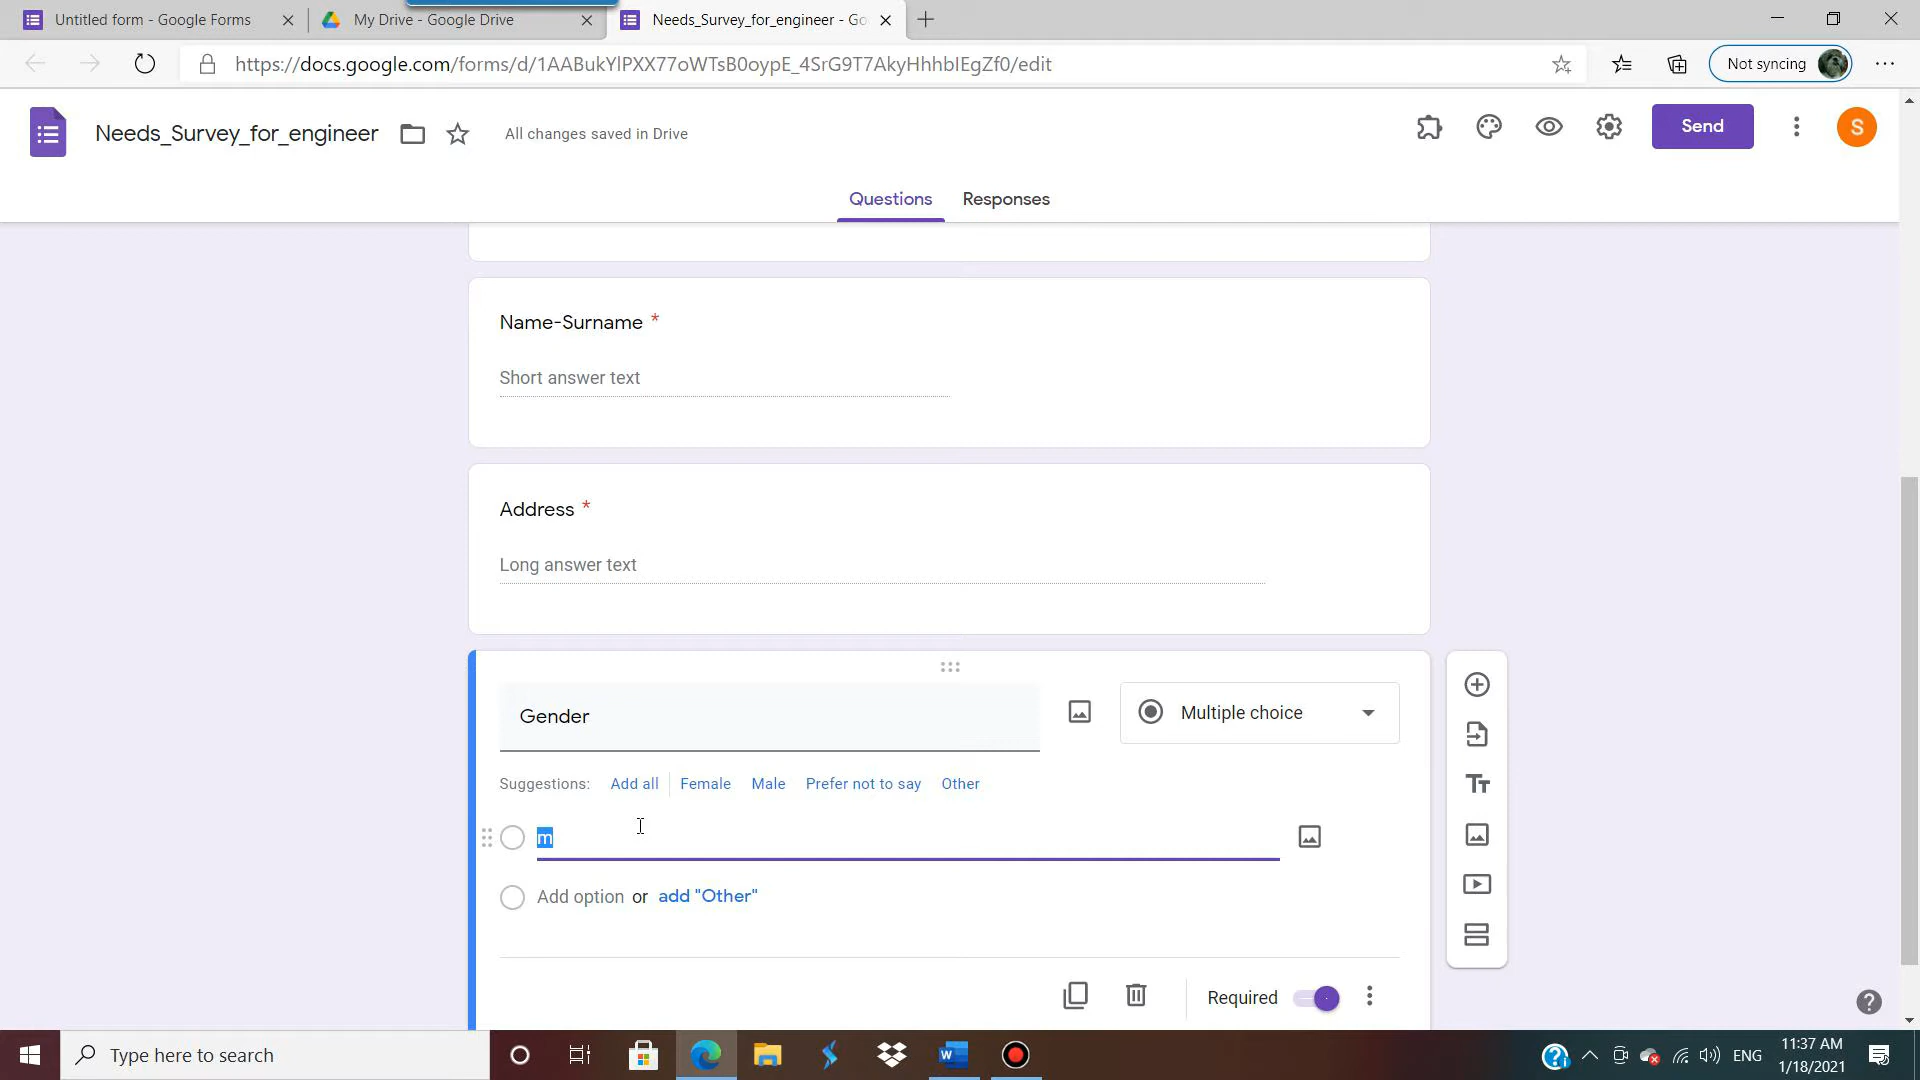 Untitled form - Google Forms
My Drive - Google Drive
Needs_Survey_for_engineer - Go
https://docs.google.com/forms/d/1AABukYlPXX77oWTsB0oypE_4SrG9T7AkyHhhblEgZf0/edit
Not syncing
Needs_Survey_for_engineer
All changes saved in Drive
Send
S
Questions
Responses
Name-Surname *
Short answer text
Address *
Long answer text
Gender
Multiple choice
Suggestions: Add all Female Male Prefer not to say Other
m
Add option or add "Other"
Required
Type here to search
W
ENG
11:37 AM
1/18/2021